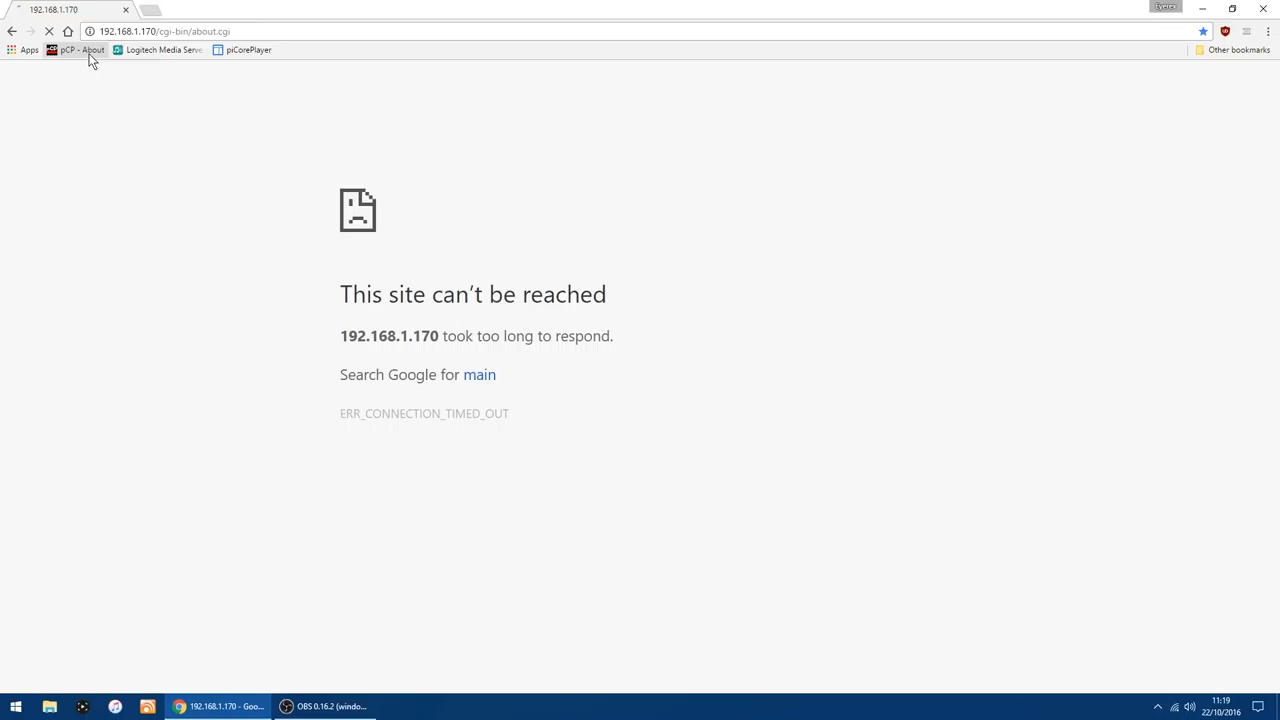 192.168.1.170
Eyerex
192.168.1.170/cgi-bin/about.cgi
Apps
pCP - About
Logitech Media Serve
piCorePlayer
Other bookmarks
This site can't be reached
192.168.1.170 took too long to respond.
Search Google for main
ERR_CONNECTION_TIMED_OUT
192.168.1.170 - Goo...
OBS 0.16.2 (windo...
11:19
22/10/2016